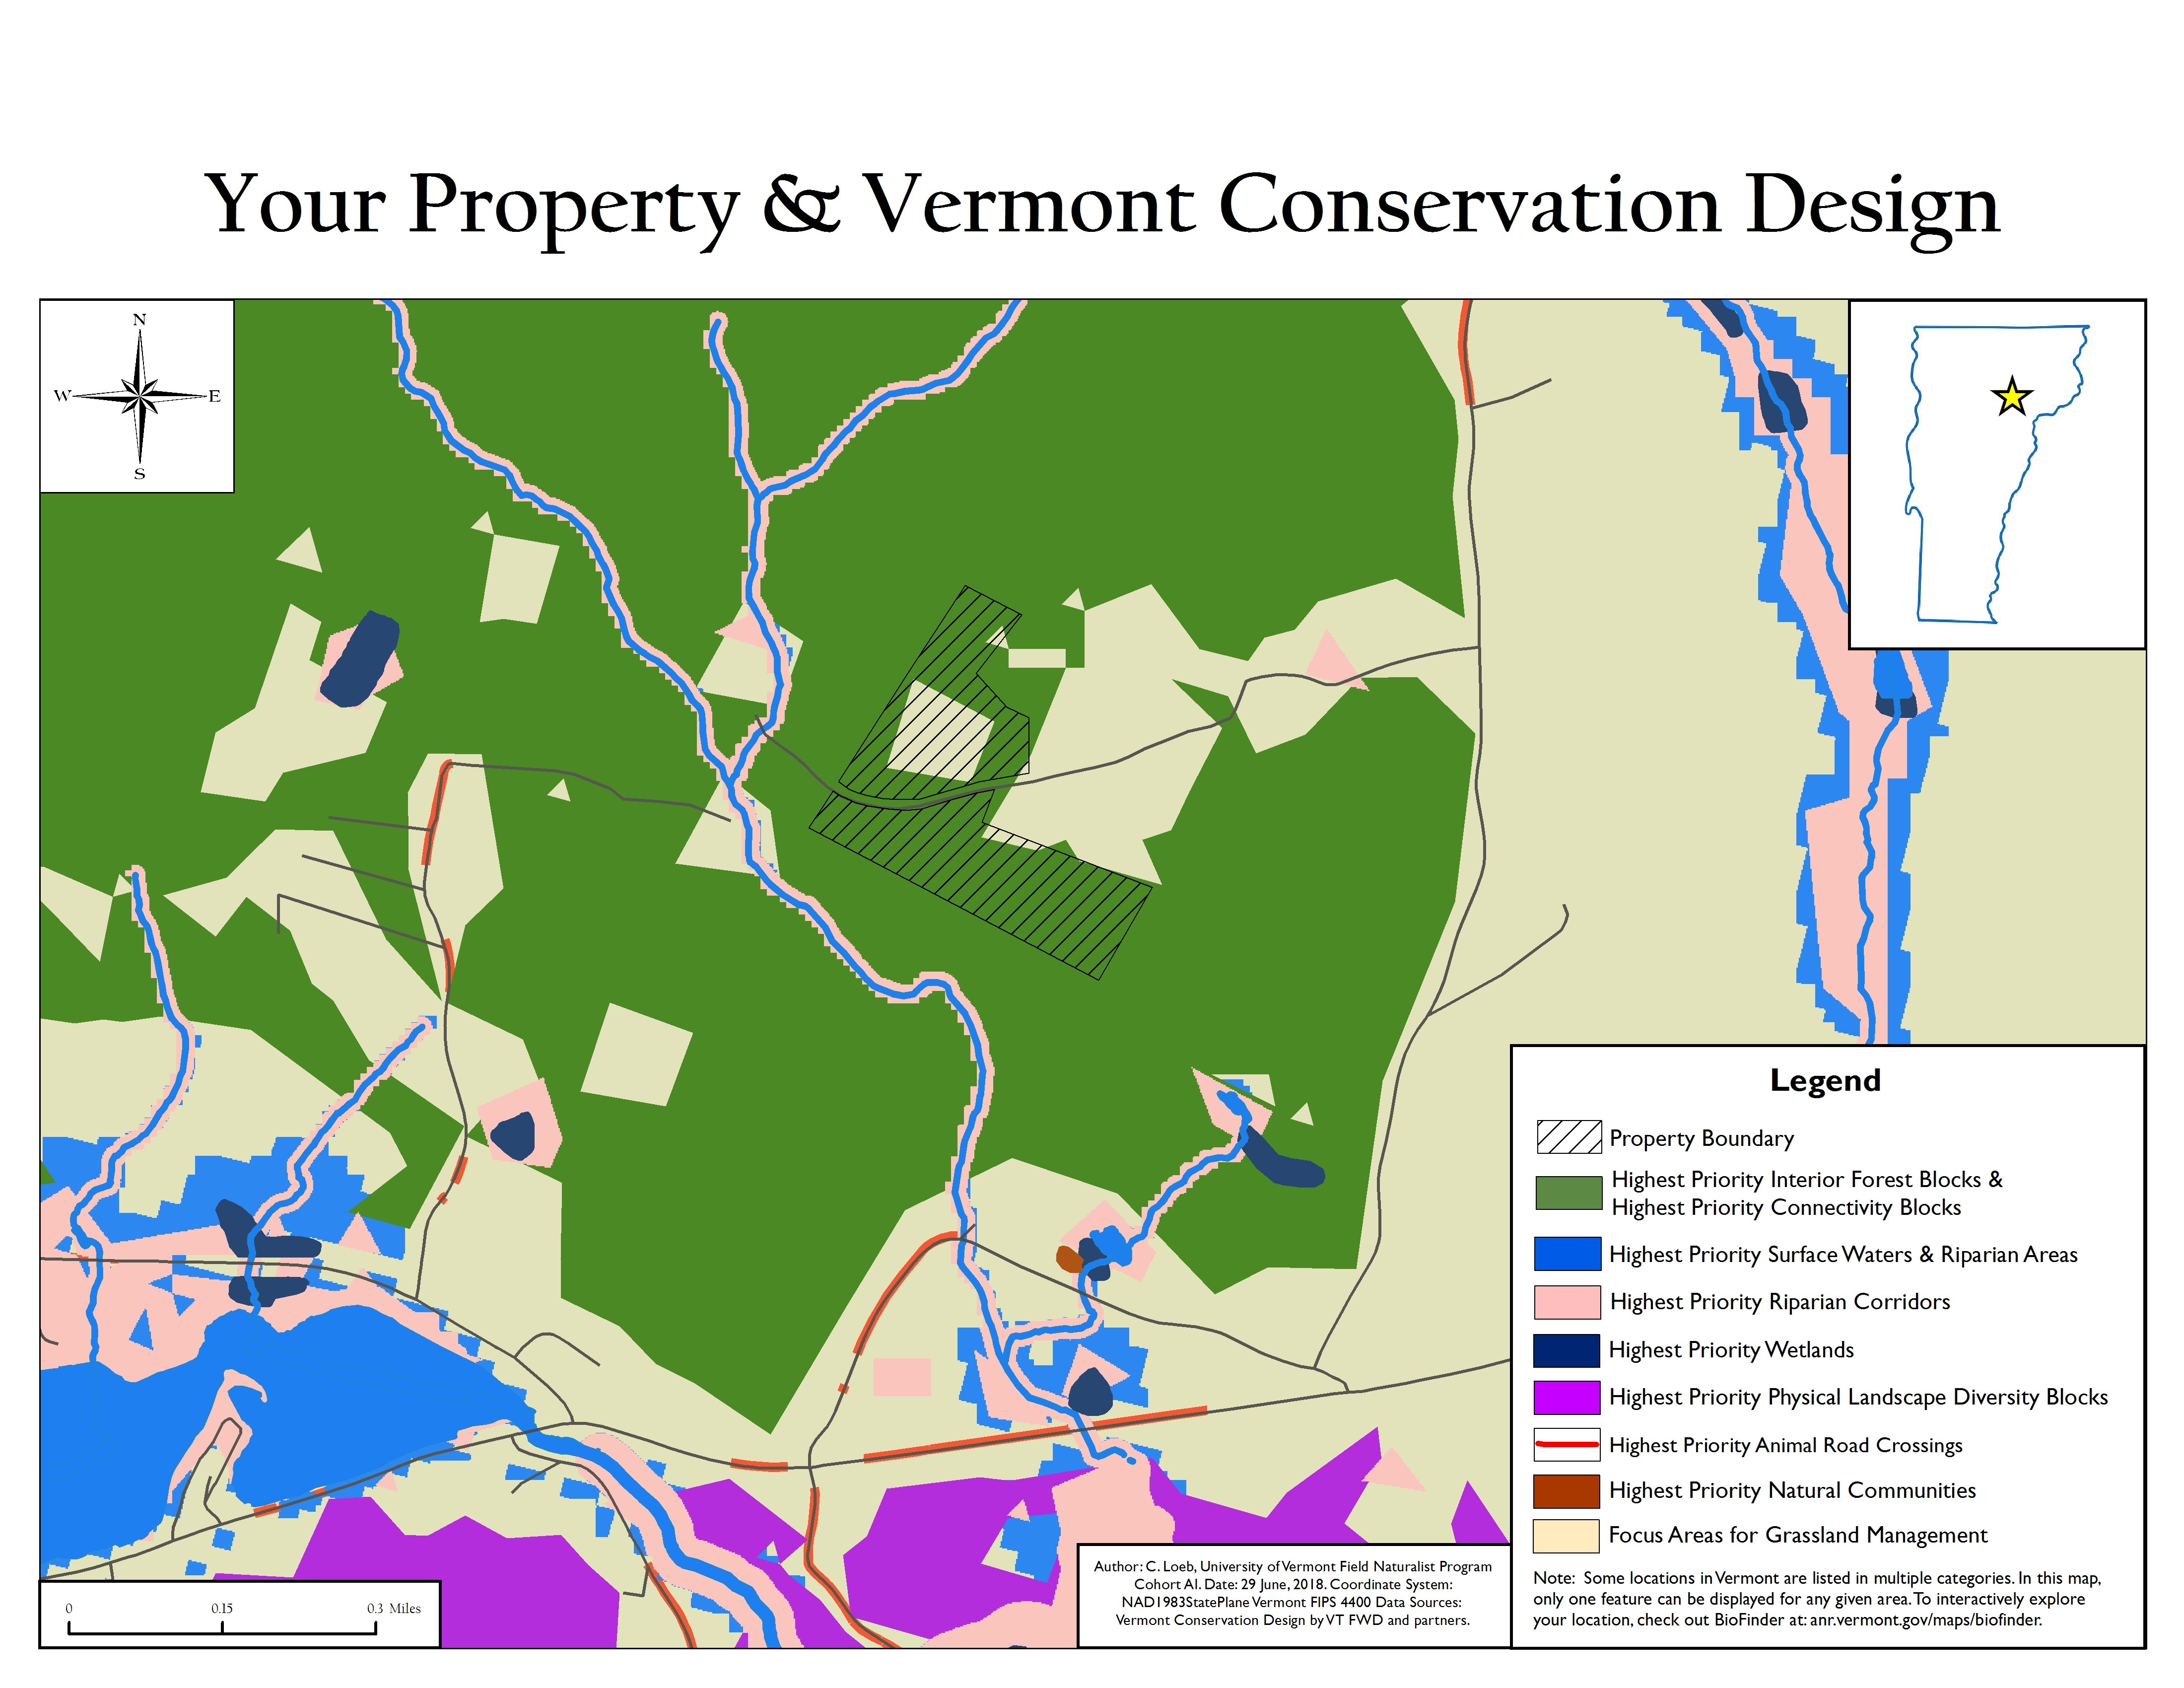 Your Property & Vermont Conservation Design
N
W
E
S
Legend
Property Boundary
Highest Priority Interior Forest Blocks &
Highest Priority Connectivity Blocks
Highest Priority Surface Waters & Riparian Areas
Highest Priority Riparian Corridors
Highest Priority Wetlands
Highest Priority Physical Landscape Diversity Blocks
Highest Priority Animal Road Crossings
Highest Priority Natural Communities
Focus Areas for Grassland Management
Note: Some locations in Vermont are listed in multiple categories. In this map,
only one feature can be displayed for any given area. To interactively explore
your location, check out BioFinder at: anr.vermont.gov/maps/biofinder.
Author: C. Loeb, University of Vermont Field Naturalist Program
Cohort AI. Date: 29 June, 2018. Coordinate System:
NAD1983StatePlane Vermont FIPS 4400 Data Sources:
Vermont Conservation Design by VT FWD and partners.
0 0.15 0.3 Miles